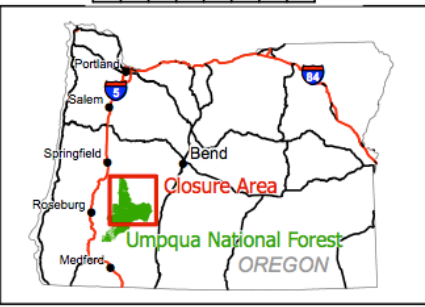 Portland
84
5
Salem
Springfield
Bend
Closure Area
Roseburg
Umpqua National Forest
Medford
OREGON